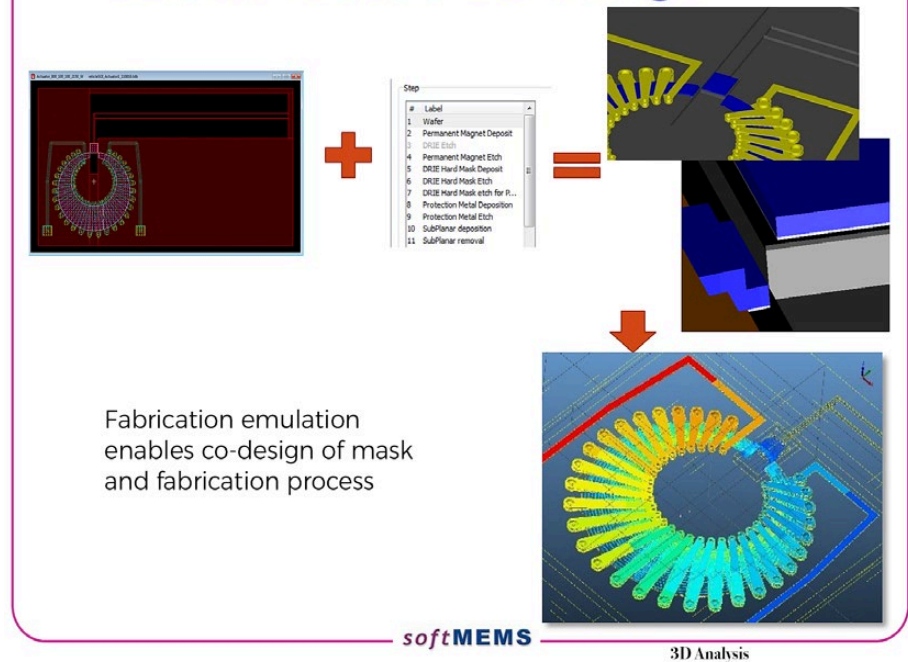 Step
# Label
1 Wafer
2 Permanent Magnet Deposit
3 DRIE Etch
4 Permanent Magnet Etch
5 DRIE Hard Mask Deposit
6 DRIE Hard Mask Etch
7 DRIE Hard Mask etch for P...
8 Protection Metal Deposition
9 Protection Metal Etch
10 SubPlanar deposition
11 SubPlanar removal
Fabrication emulation
enables co-design of mask
and fabrication process
softMEMS
3D Analysis